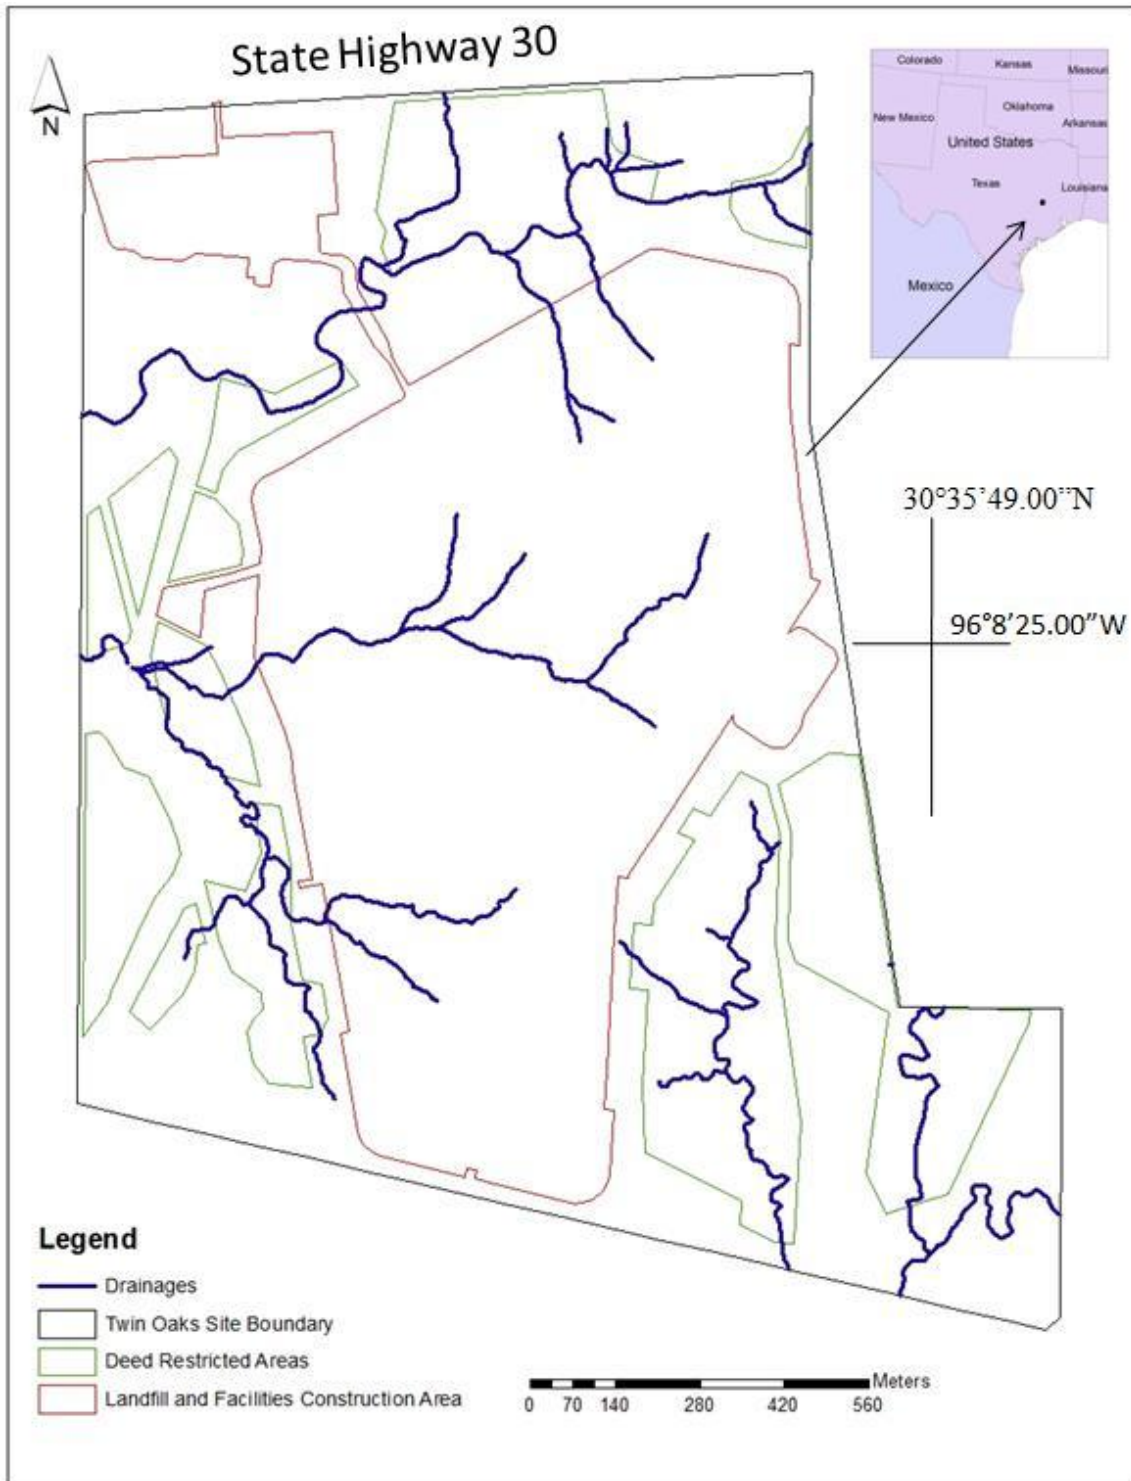 State Highway 30
N
Colorado
Kansas
Missouri
Oklahoma
New Mexico
Arkansas
United States
Texas
Louisiana
Mexico
30°35'49.00"N
96°8'25.00"W
Legend
Drainages
Twin Oaks Site Boundary
Deed Restricted Areas
Landfill and Facilities Construction Area
Meters
0 70 140 280 420 560